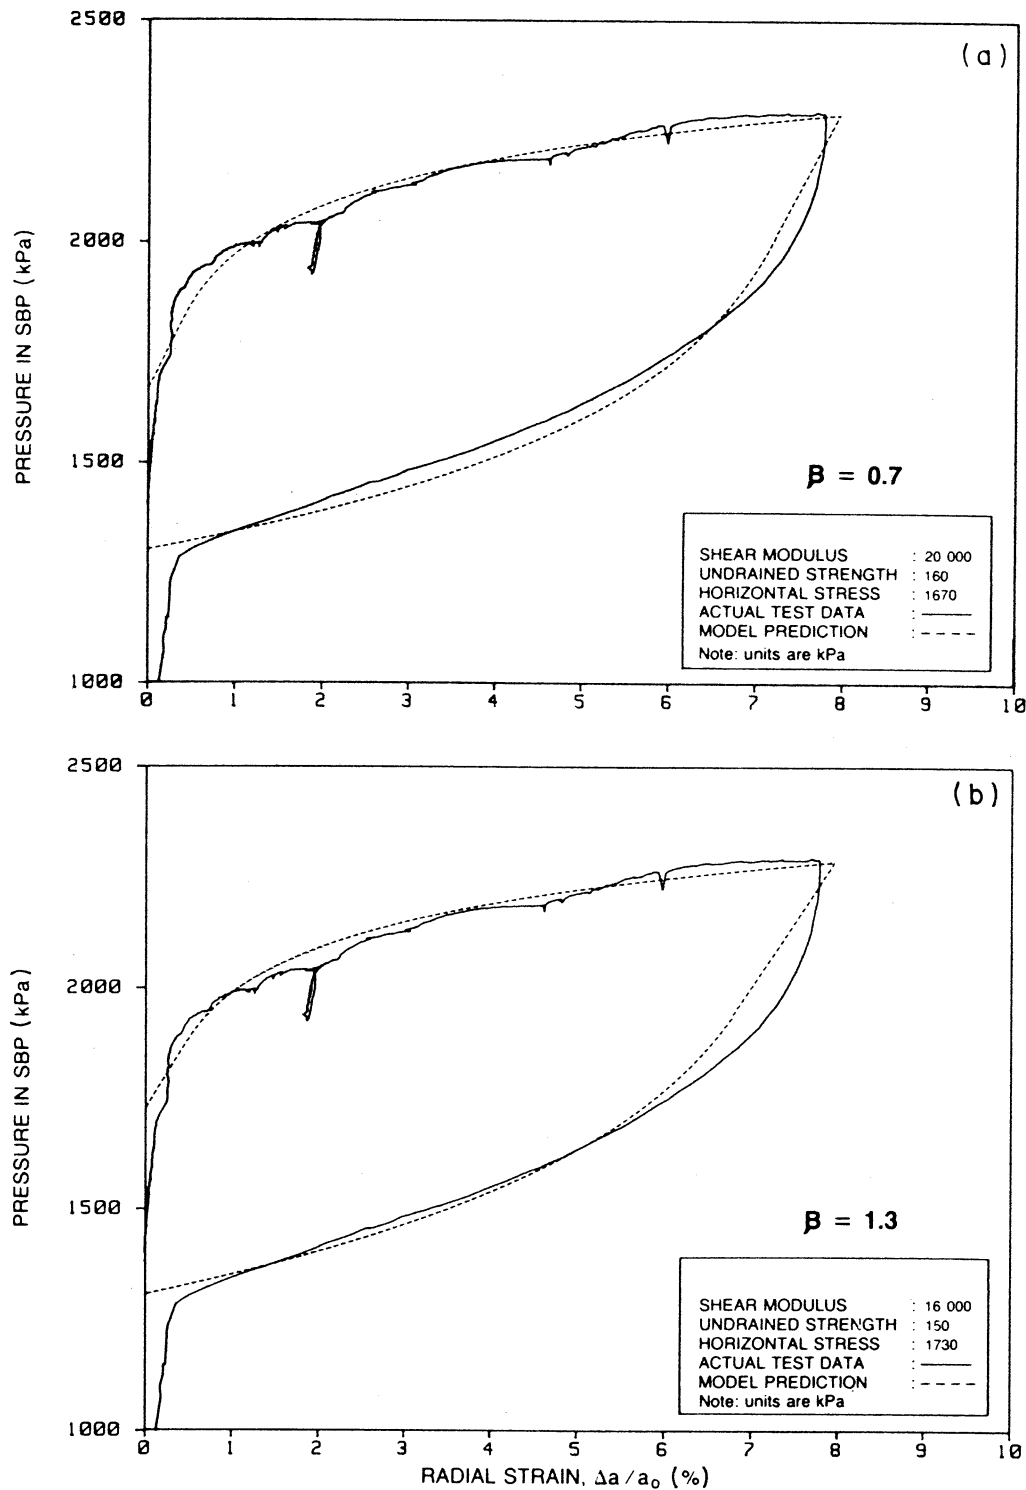 2500
(a)
2000
1500
1000
PRESSURE IN SBP (kPa)
β = 0.7
SHEAR MODULUS : 20 000
UNDRAINED STRENGTH : 160
HORIZONTAL STRESS : 1670
ACTUAL TEST DATA :
MODEL PREDICTION :
Note: units are kPa
0 1 2 3 4 5 6 7 8 9 10
2500
(b)
2000
1500
1000
PRESSURE IN SBP (kPa)
β = 1.3
SHEAR MODULUS : 16 000
UNDRAINED STRENGTH : 150
HORIZONTAL STRESS : 1730
ACTUAL TEST DATA :
MODEL PREDICTION :
Note: units are kPa
0 1 2 3 4 5 6 7 8 9 10
RADIAL STRAIN, Δa/a₀ (%)